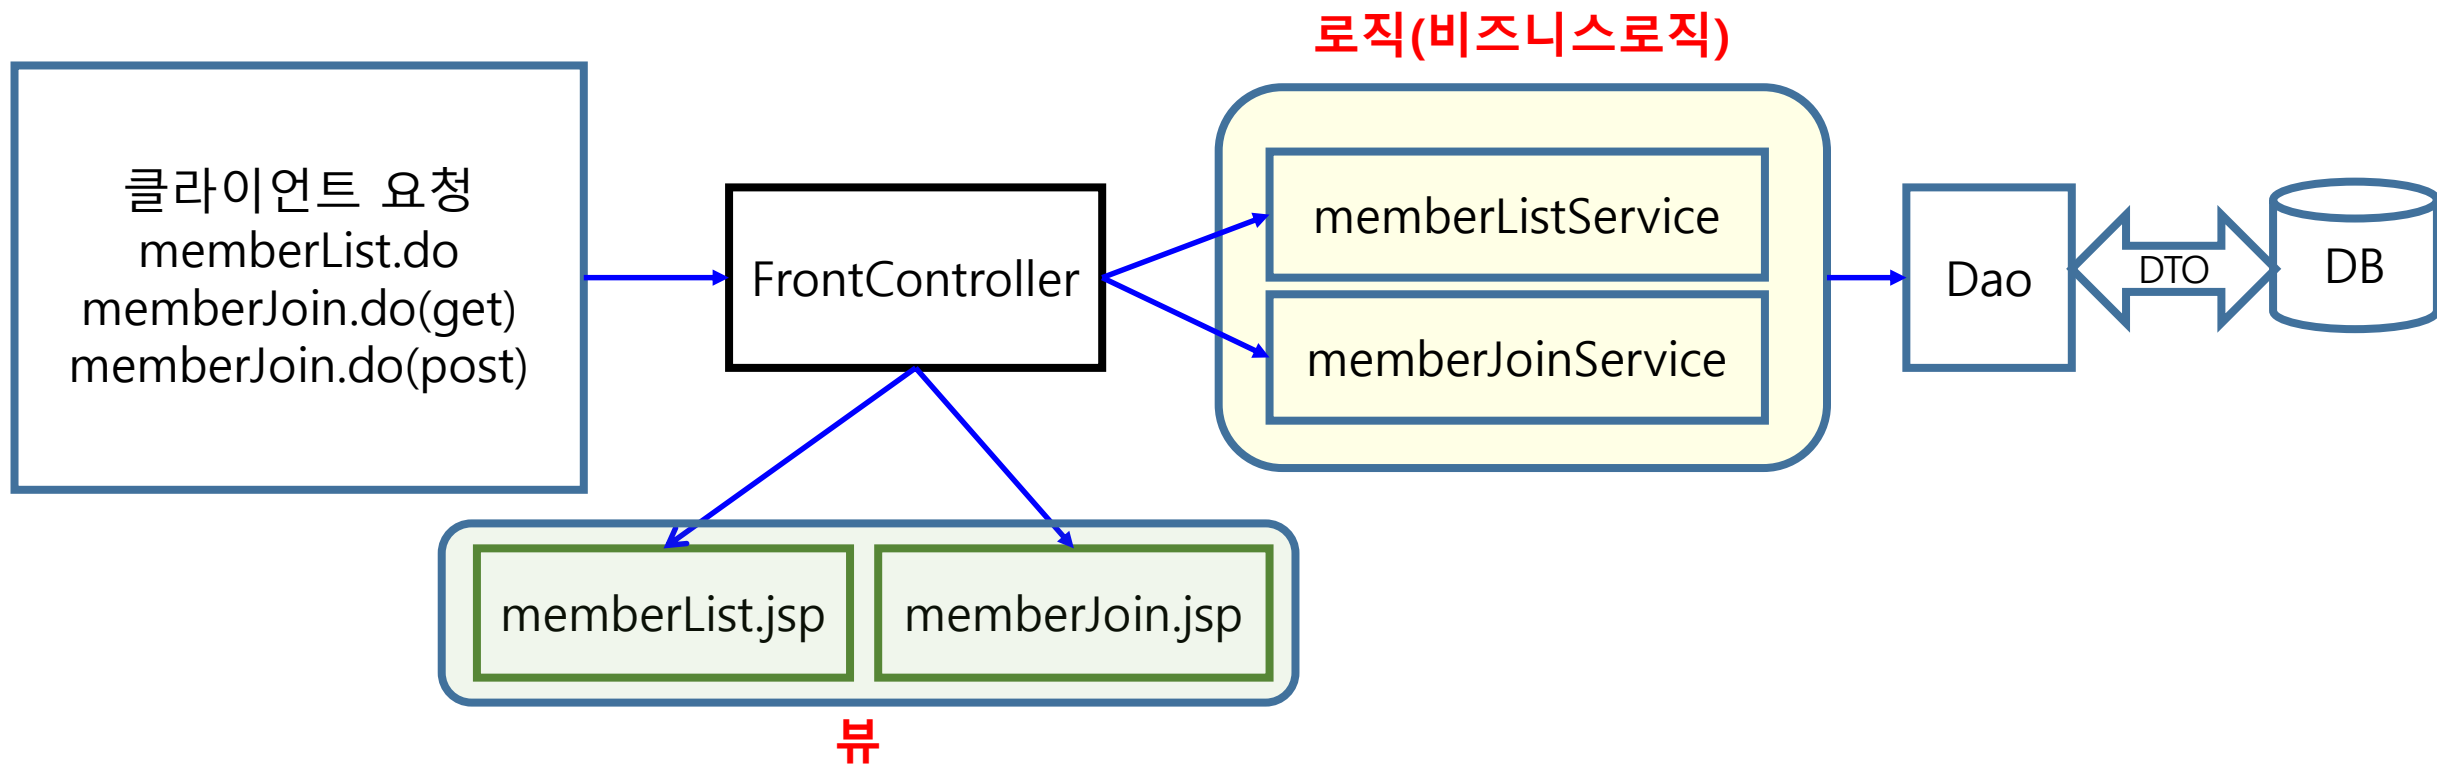 로직(비즈니스로직)
클라이언트 요청
memberList.do
memberJoin.do(get)
memberJoin.do(post)
FrontController
memberListService
memberJoinService
Dao
DTO
DB
memberList.jsp
memberJoin.jsp
뷰